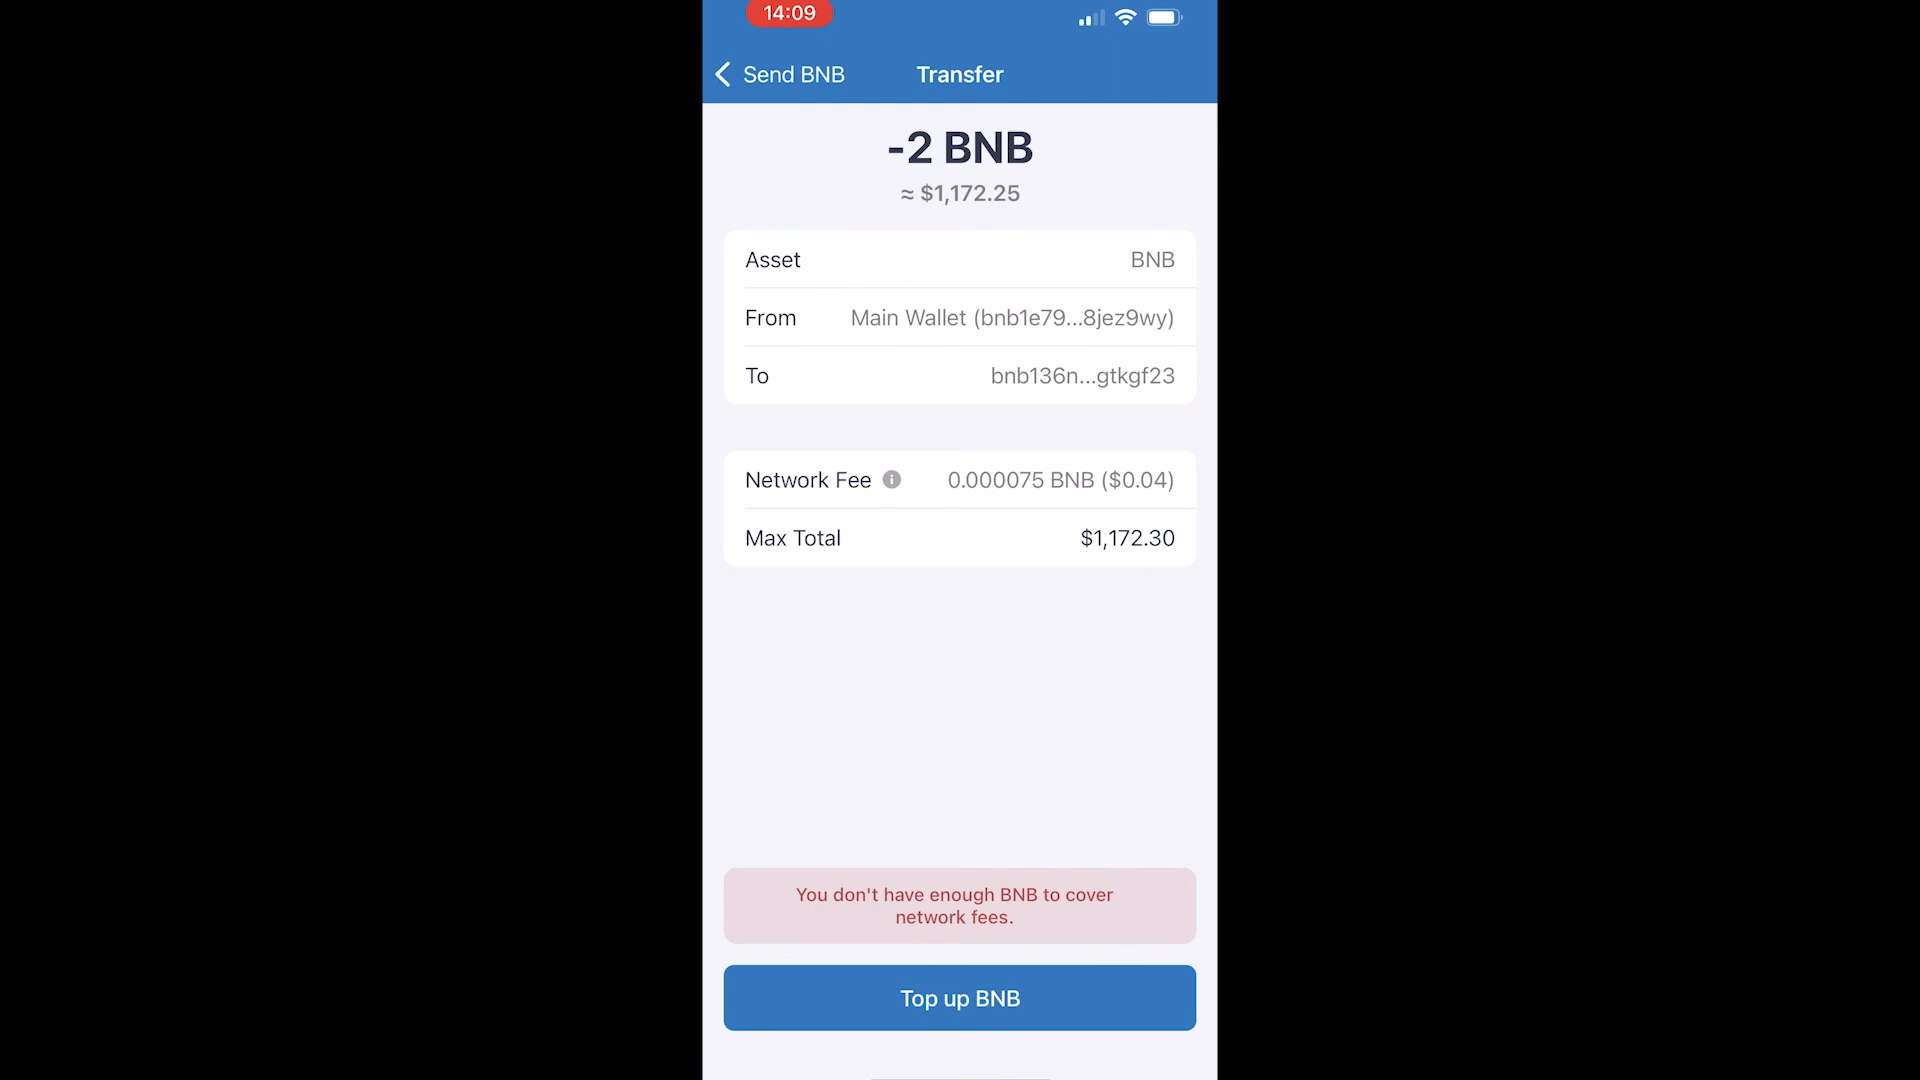 14:09
Send BNB Transfer
-2 BNB
≈ $1,172.25
Asset BNB
From Main Wallet (bnb1e79...8jez9wy)
To bnb136n...gtkgf23
Network Fee 0.000075 BNB ($0.04)
Max Total $1,172.30
You don't have enough BNB to cover
network fees.
Top up BNB